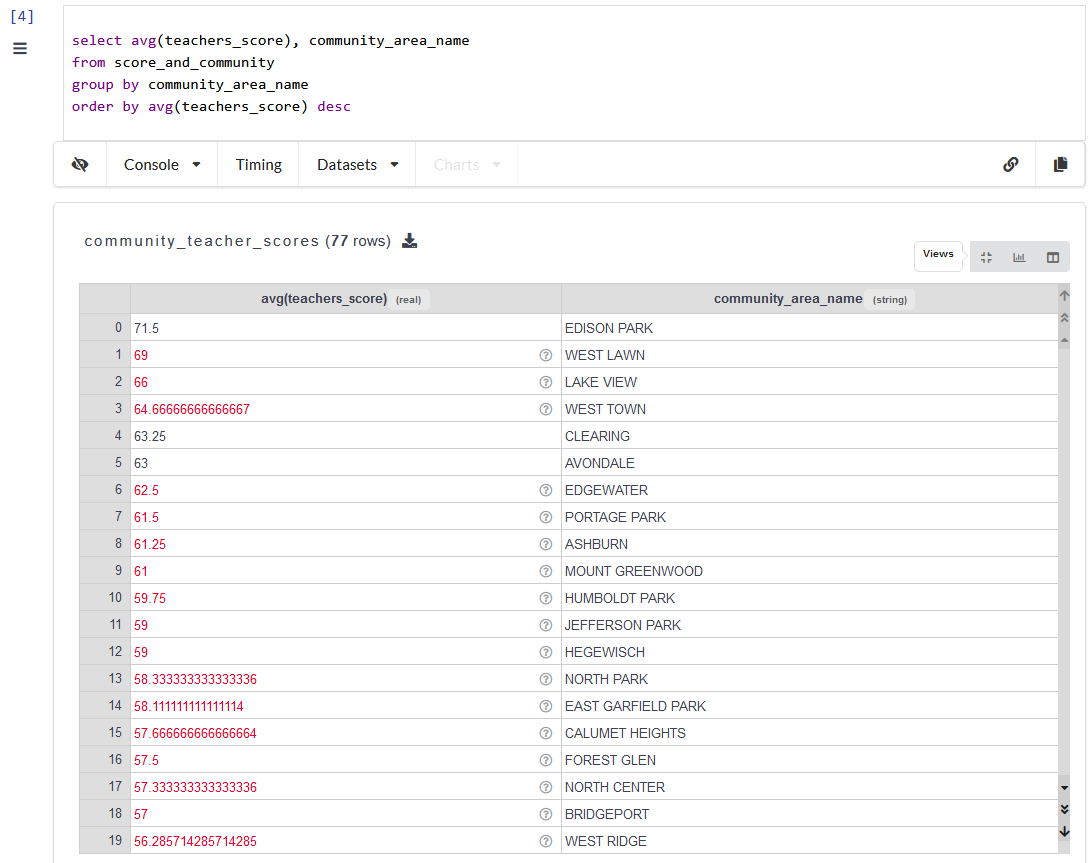 [4]
select avg(teachers_score), community_area_name
from score_and_community
group by community_area_name
order by avg(teachers_score) desc
Console Timing Datasets Charts
community_teacher_scores (77 rows)
Views
avg(teachers_score) (real) community_area_name (string)
0 71.5 EDISON PARK
1 69 WEST LAWN
2 66 LAKE VIEW
3 64.66666666666667 WEST TOWN
4 63.25 CLEARING
5 63 AVONDALE
6 62.5 EDGEWATER
7 61.5 PORTAGE PARK
8 61.25 ASHBURN
9 61 MOUNT GREENWOOD
10 59.75 HUMBOLDT PARK
11 59 JEFFERSON PARK
12 59 HEGEWISCH
13 58.333333333333336 NORTH PARK
14 58.111111111111114 EAST GARFIELD PARK
15 57.666666666666664 CALUMET HEIGHTS
16 57.5 FOREST GLEN
17 57.333333333333336 NORTH CENTER
18 57 BRIDGEPORT
19 56.285714285714285 WEST RIDGE